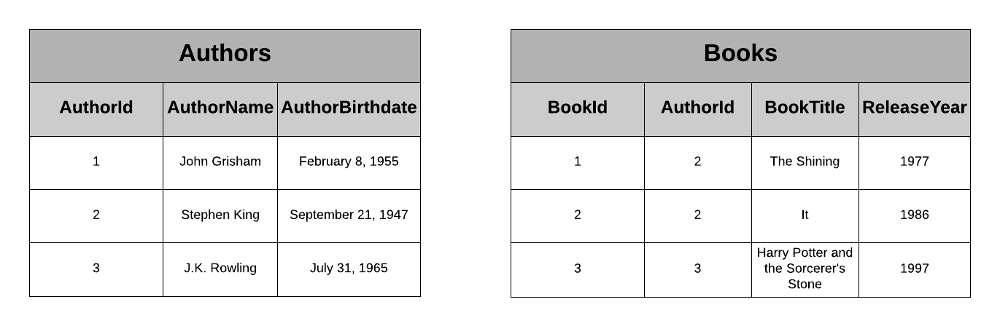 Authors
AuthorId AuthorName AuthorBirthdate
1 John Grisham February 8, 1955
2 Stephen King September 21, 1947
3 J.K. Rowling July 31, 1965
Books
BookId AuthorId BookTitle ReleaseYear
1 2 The Shining 1977
2 2 It 1986
3 3 Harry Potter and
the Sorcerer's
Stone 1997